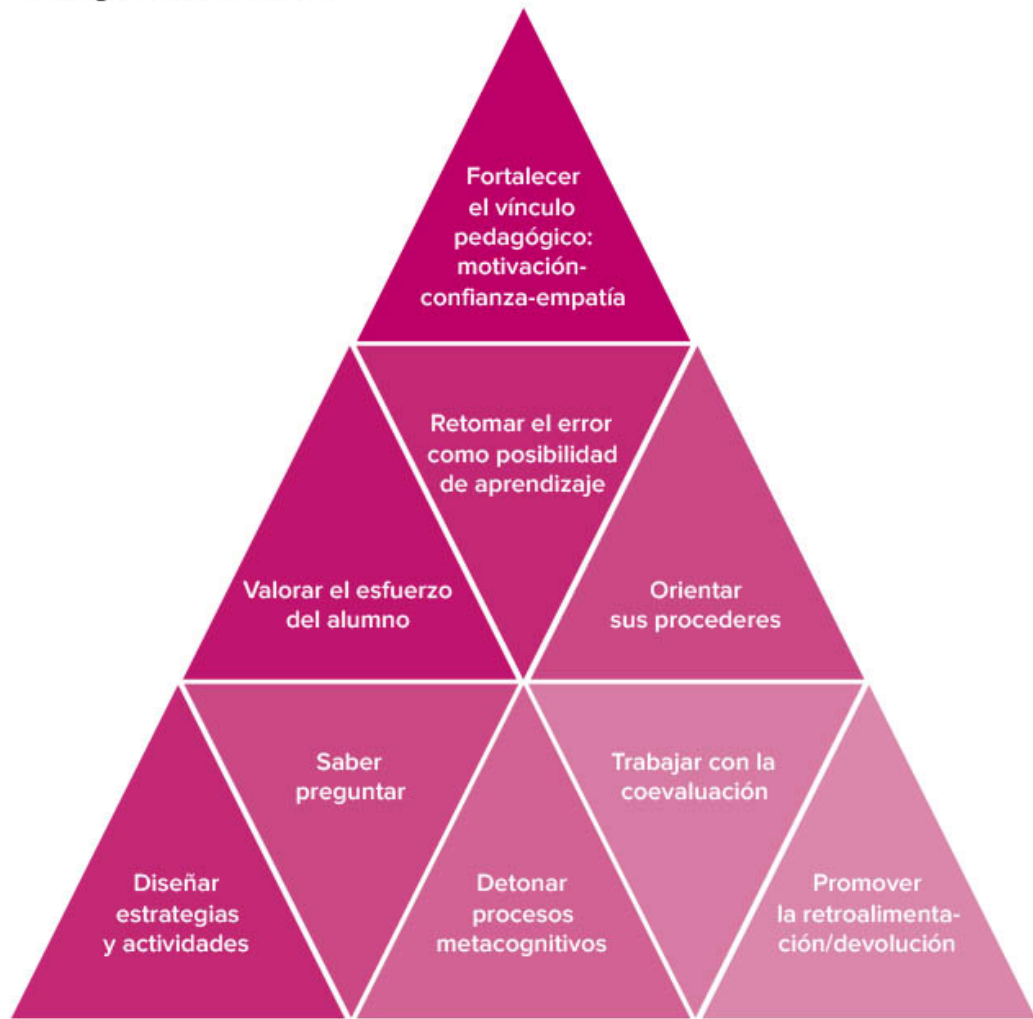 Fortalecer
el vínculo
pedagógico:
motivación-
confianza-empatía
Retomar el error
como posibilidad
de aprendizaje
Valorar el esfuerzo
del alumno
Orientar
sus procederes
Saber
preguntar
Trabajar con la
coevaluación
Diseñar
estrategias
y actividades
Detonar
procesos
metacognitivos
Promover
la retroalimenta-
ción/devolución